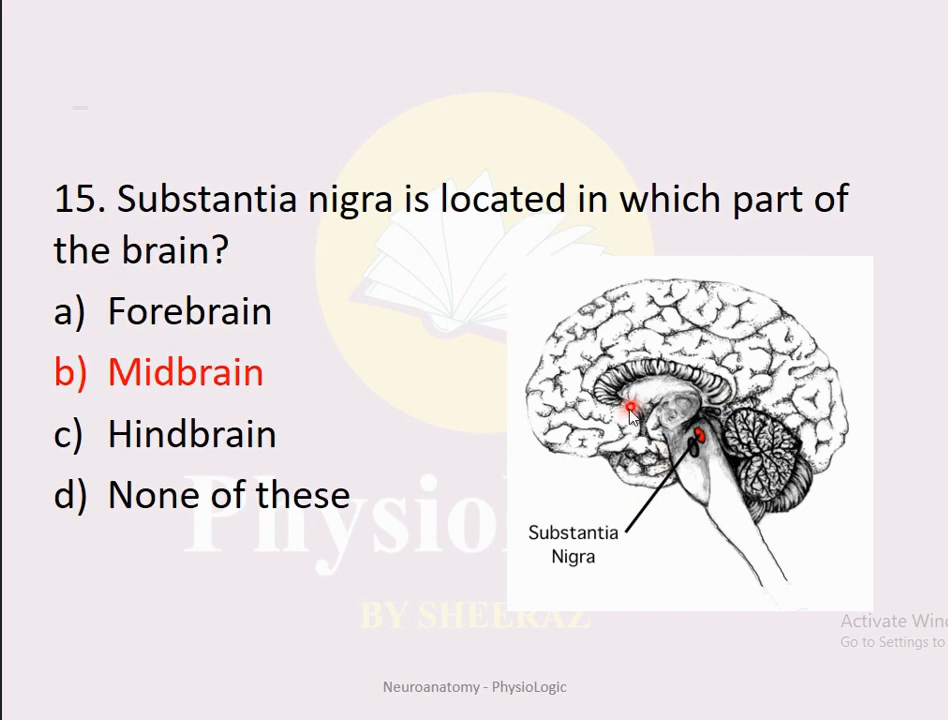 15. Substantia nigra is located in which part of
the brain?
a) Forebrain
b) Midbrain
c) Hindbrain
d) None of these
Substantia
Nigra
BY SHEERAZ
Activate
Go to Settings to
Neuroanatomy - PhysioLogic